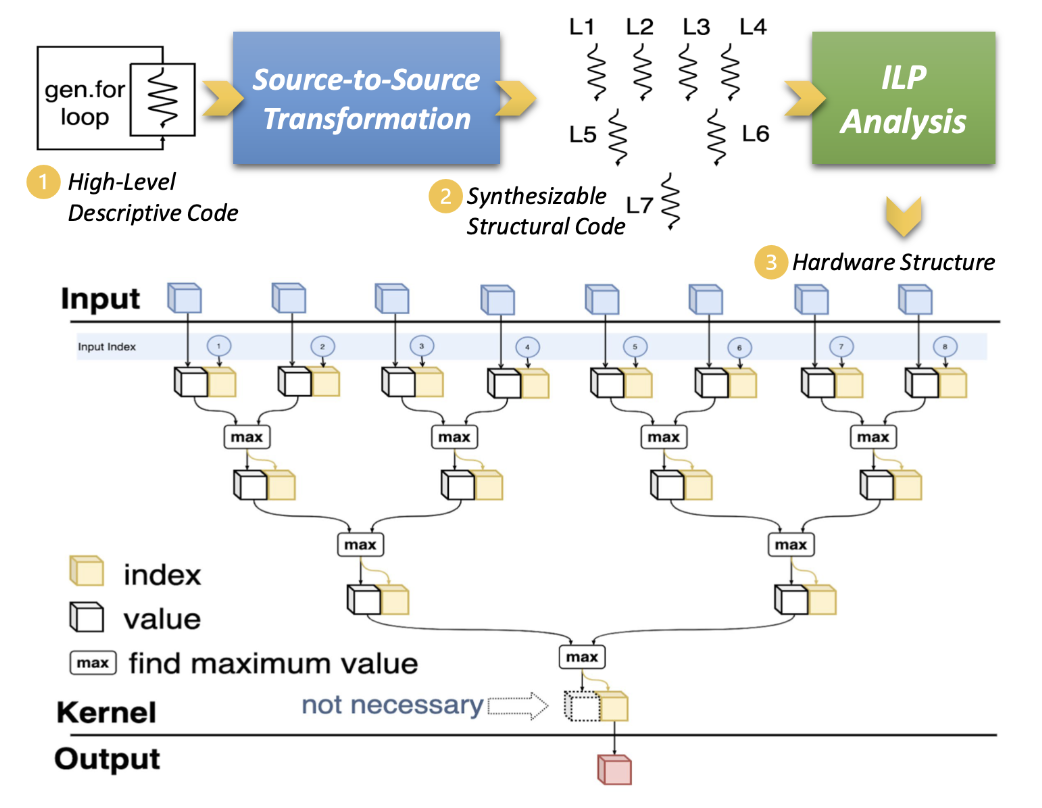 L1 L2 L3 L4
gen.for
loop
Source-to-Source
Transformation
ILP
Analysis
L5 L6
1 High-Level
Descriptive Code
2 Synthesizable
Structural Code
L7
3 Hardware Structure
Input
Input Index 1 2 3 4 5 6 7 8
max max max max
max max
index
value
max find maximum value
max
not necessary
Kernel
Output